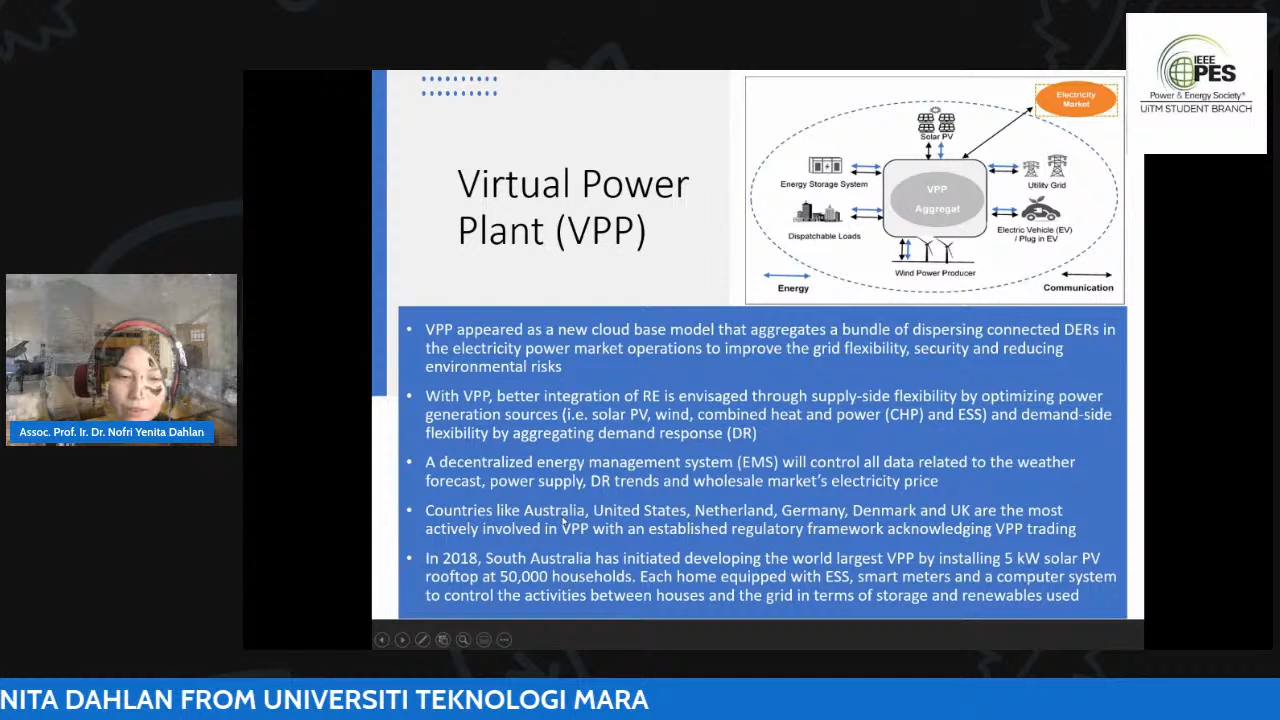 IEEE
PES
Power & Energy Society®
UiTM STUDENT BRANCH
Virtual Power
Plant (VPP)
Electricity
Market
Solar PV
Energy Storage System
Utility Grid
VPP
Aggregat
Dispatchable Loads
Electric Vehicle (EV)
/ Plug in EV
Wind Power Producer
Energy
Communication
• VPP appeared as a new cloud base model that aggregates a bundle of dispersing connected DERs in
the electricity power market operations to improve the grid flexibility, security and reducing
environmental risks
• With VPP, better integration of RE is envisaged through supply-side flexibility by optimizing power
generation sources (i.e. solar PV, wind, combined heat and power (CHP) and ESS) and demand-side
flexibility by aggregating demand response (DR)
• A decentralized energy management system (EMS) will control all data related to the weather
forecast, power supply, DR trends and wholesale market's electricity price
• Countries like Australia, United States, Netherland, Germany, Denmark and UK are the most
actively involved in VPP with an established regulatory framework acknowledging VPP trading
• In 2018, South Australia has initiated developing the world largest VPP by installing 5 kW solar PV
rooftop at 50,000 households. Each home equipped with ESS, smart meters and a computer system
to control the activities between houses and the grid in terms of storage and renewables used
Assoc. Prof. Ir. Dr. Nofri Yenita Dahlan
NITA DAHLAN FROM UNIVERSITI TEKNOLOGI MARA